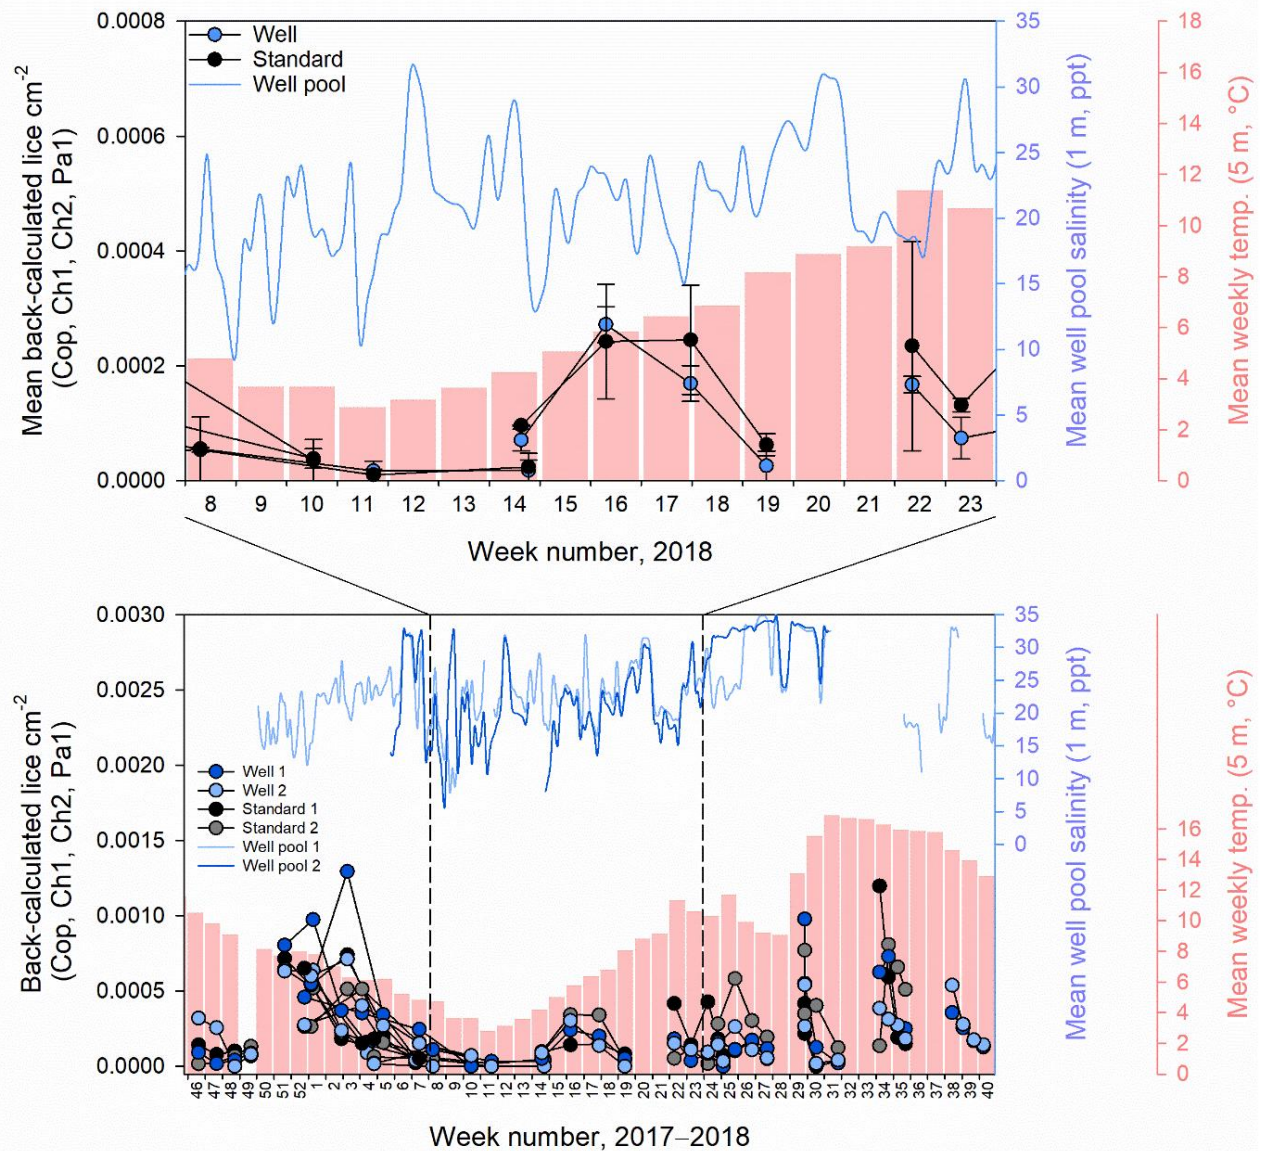 0.0008
0.0006
0.0004
0.0002
0.0000
Mean back-calculated lice cm-2
(Cop, Ch1, Ch2, Pa1)
Well
Standard
Well pool
35
30
25
20
15
10
5
0
Mean well pool salinity (1 m, ppt)
18
16
14
12
10
8
6
4
2
0
Mean weekly temp. (5 m, °C)
8 9 10 11 12 13 14 15 16 17 18 19 20 21 22 23
Week number, 2018
0.0030
0.0025
0.0020
0.0015
0.0010
0.0005
0.0000
Back-calculated lice cm-2
(Cop, Ch1, Ch2, Pa1)
Well 1
Well 2
Standard 1
Standard 2
Well pool 1
Well pool 2
35
30
25
20
15
10
5
0
Mean well pool salinity (1 m, ppt)
16
14
12
10
8
6
4
2
0
Mean weekly temp. (5 m, °C)
46 47 48 49 50 51 52 1 2 3 4 5 6 7 8 9 10 11 12 13 14 15 16 17 18 19 20 21 22 23 24 25 26 27 28 29 30 31 32 33 34 35 36 37 38 39 40
Week number, 2017–2018